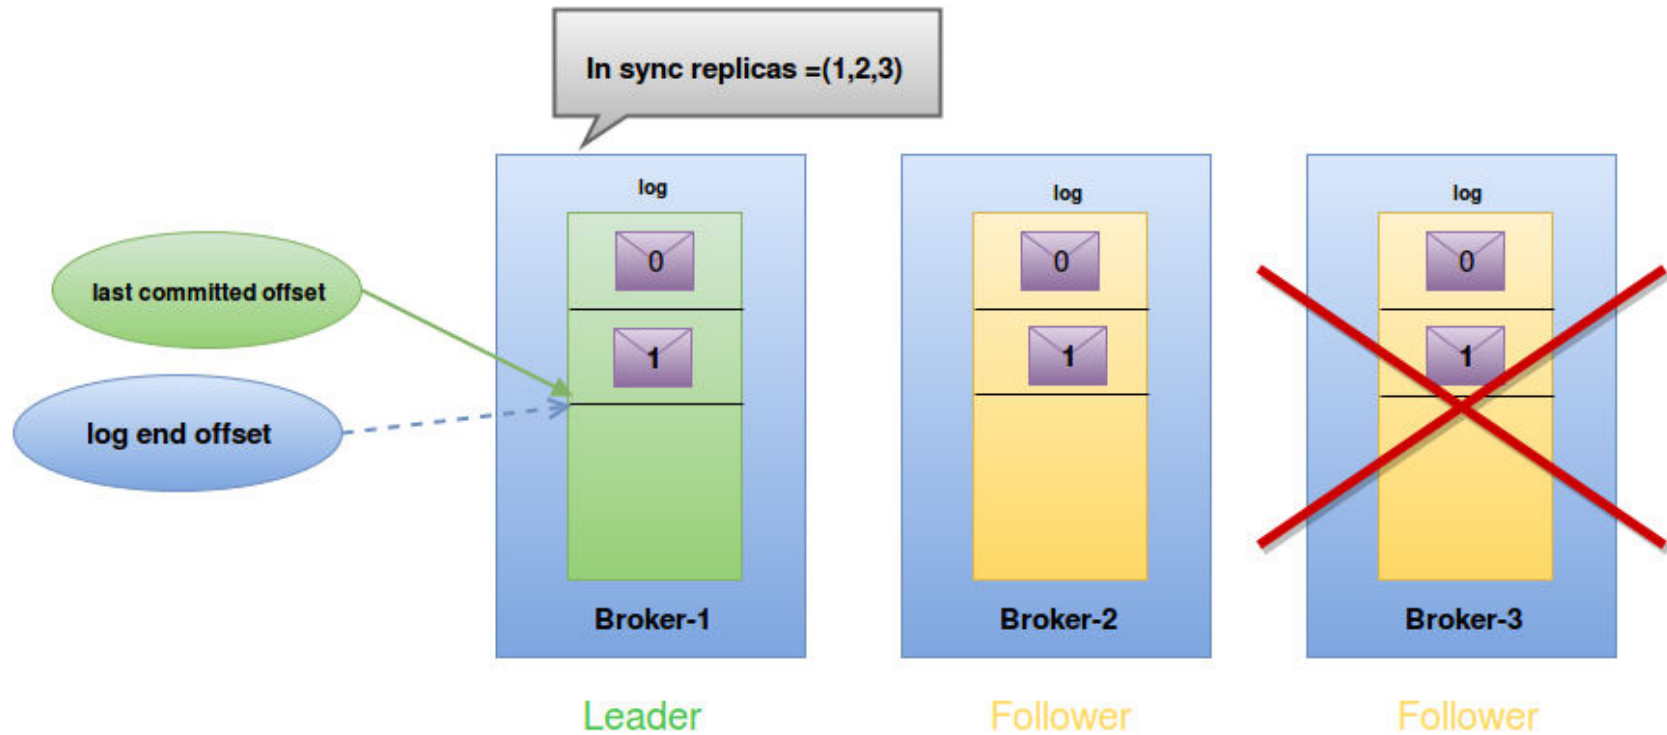 In sync replicas =(1,2,3)
log
log
log
0
0
0
last committed offset
1
1
1
log end offset
Broker-1
Broker-2
Broker-3
Leader
Follower
Follower